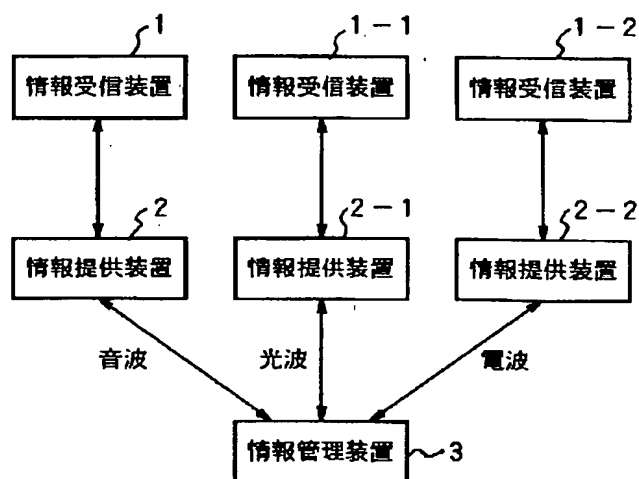 1 1-1 1-2
情報受信装置 情報受信装置 情報受信装置
2 2-1 2-2
情報提供装置 情報提供装置 情報提供装置
音波 光波 電波
情報管理装置 3